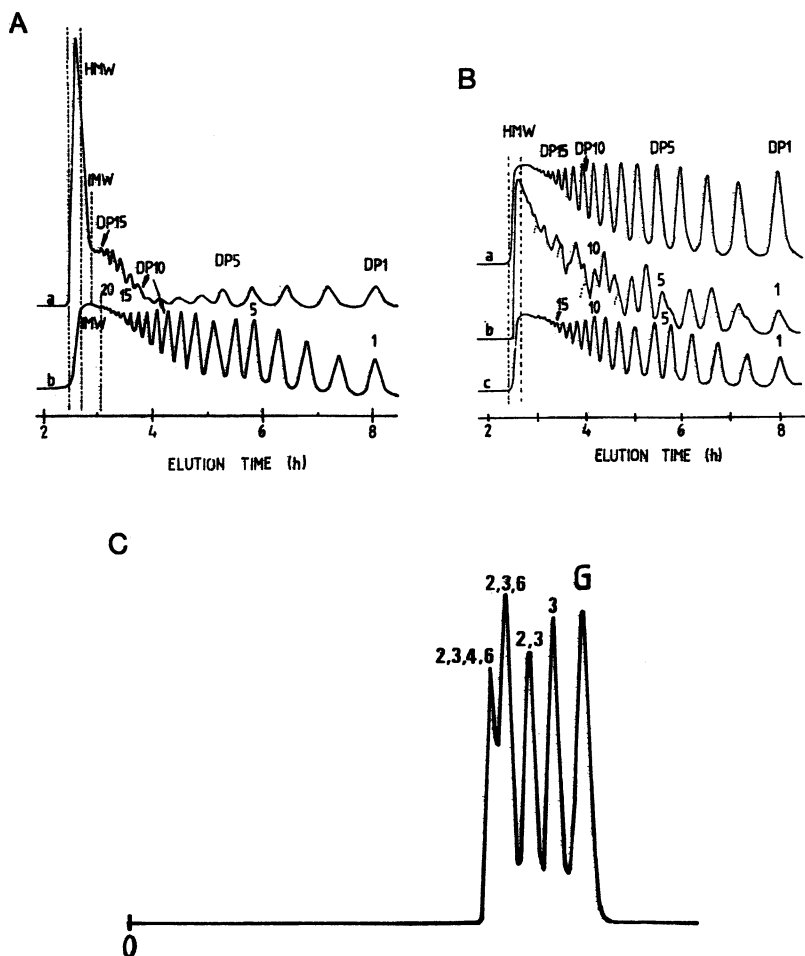 A
HMW
IMW
DP15
DP10
DP5
DP1
a
20 15
IMW
5
1
b
2 4 6 8
ELUTION TIME (h)
B
HMW
DP15 DP10 DP5 DP1
a
10
5
1
b
15 10 5 1
c
2 4 6 8
ELUTION TIME (h)
C
2,3,6
G
3
2,3
2,3,4,6
0